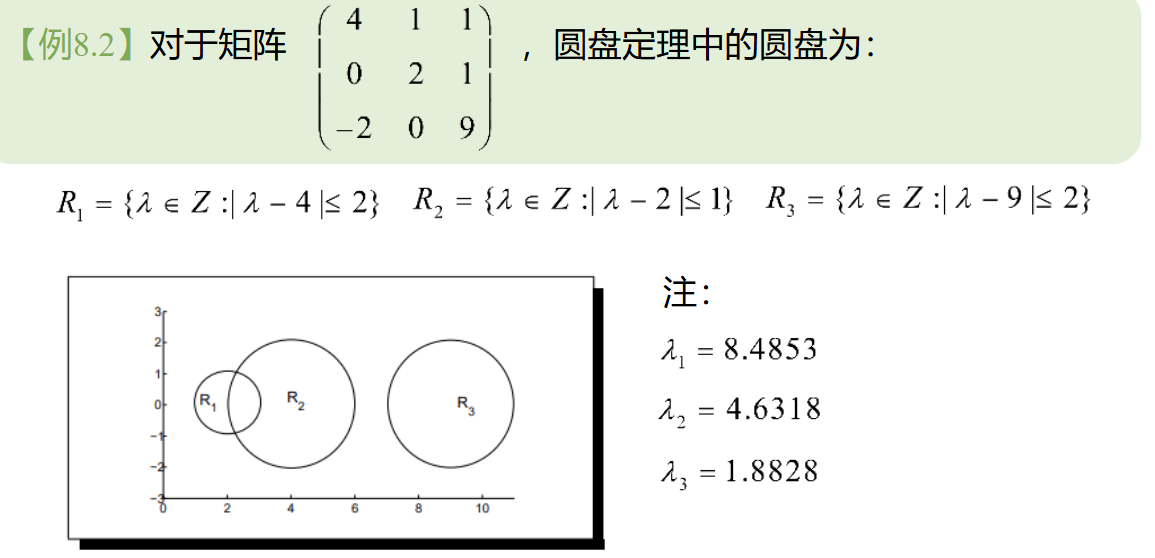 【例8.2】对于矩阵 ( 4 1 1 ，圆盘定理中的圆盘为：
0 2 1
-2 0 9 )
R₁ = {λ ∈ Z :| λ − 4 |≤ 2} R₂ = {λ ∈ Z :| λ − 2 |≤ 1} R₃ = {λ ∈ Z :| λ − 9 |≤ 2}
3
2
1
0
-1
-2
-3
R₁
R₂
R₃
0 2 4 6 8 10
注：
λ₁ = 8.4853
λ₂ = 4.6318
λ₃ = 1.8828